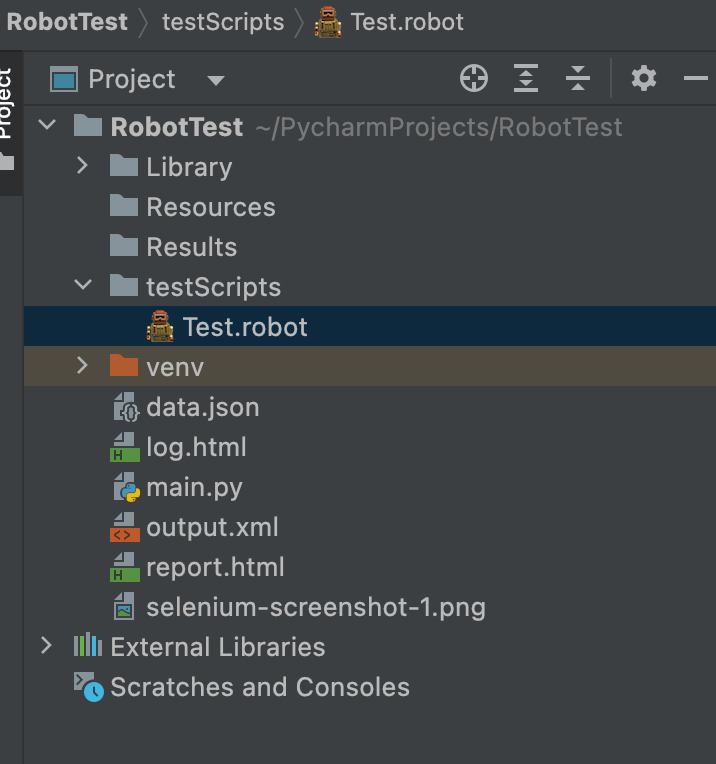 RobotTest testScripts Test.robot
Project
Project
RobotTest ~/PycharmProjects/RobotTest
Library
Resources
Results
testScripts
Test.robot
venv
data.json
log.html
main.py
output.xml
report.html
selenium-screenshot-1.png
External Libraries
Scratches and Consoles